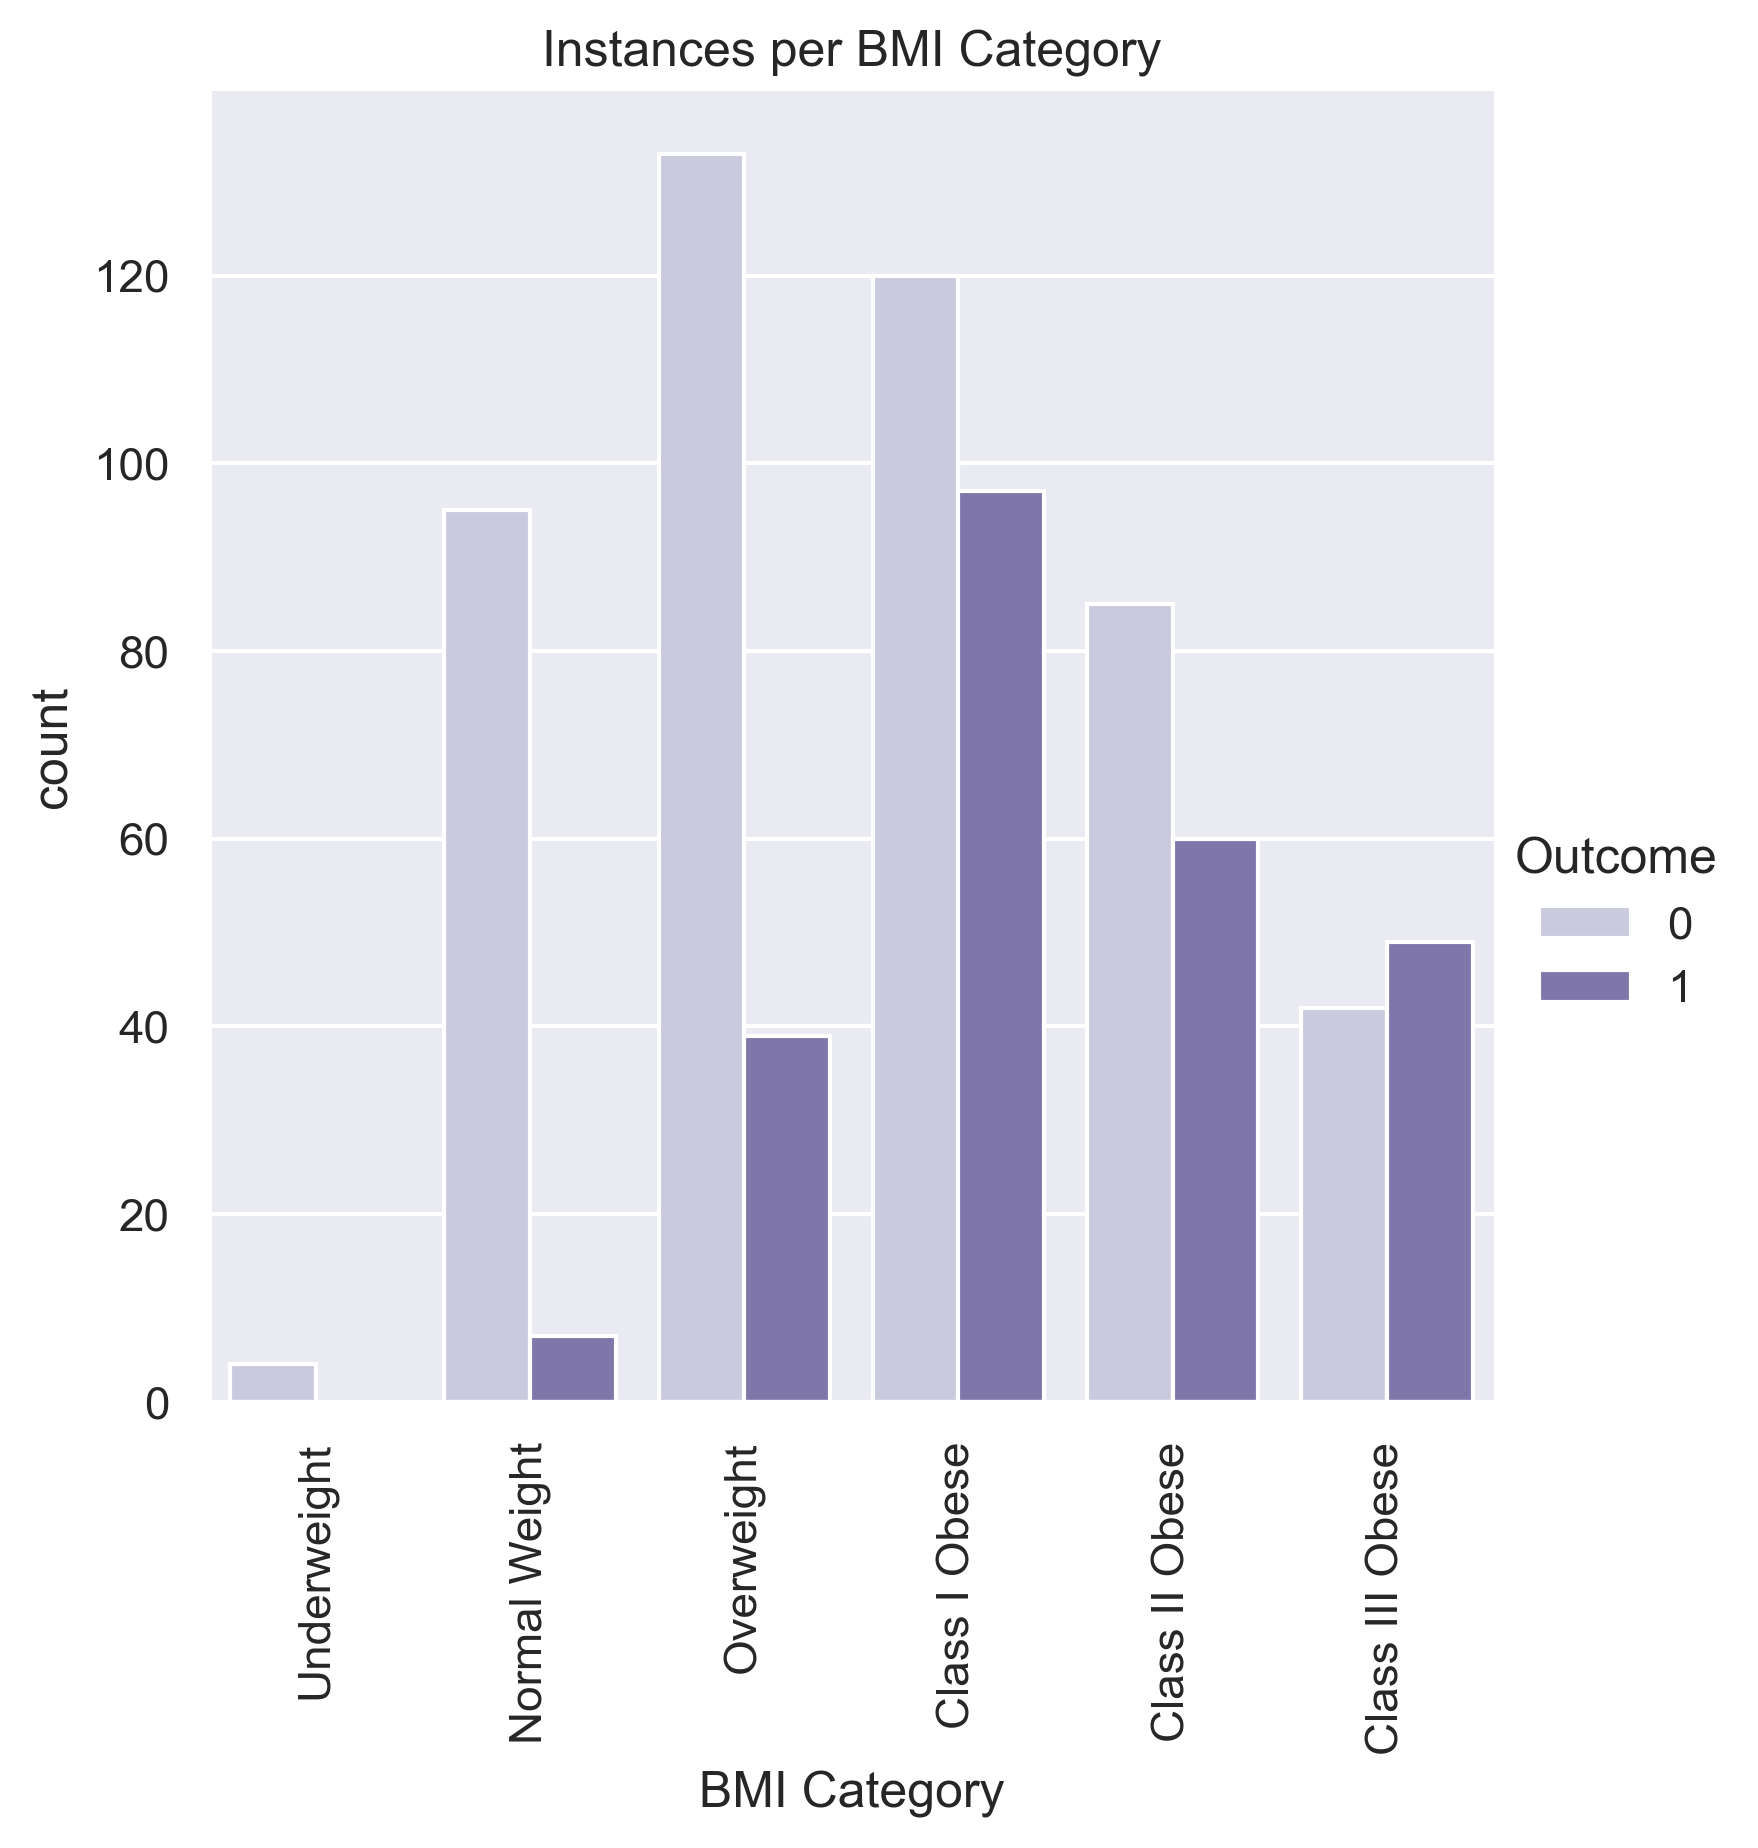 Instances per BMI Category
120
100
80
60
40
20
0
count
Outcome
0
1
Underweight
Normal Weight
Overweight
Class I Obese
Class II Obese
Class III Obese
BMI Category